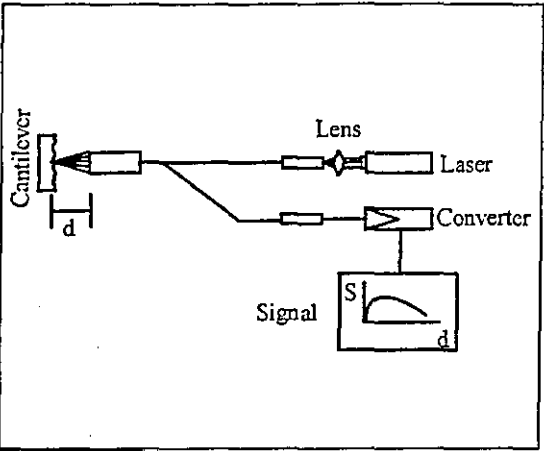 Lens
Cantilever
Laser
d
Converter
Signal
S
d